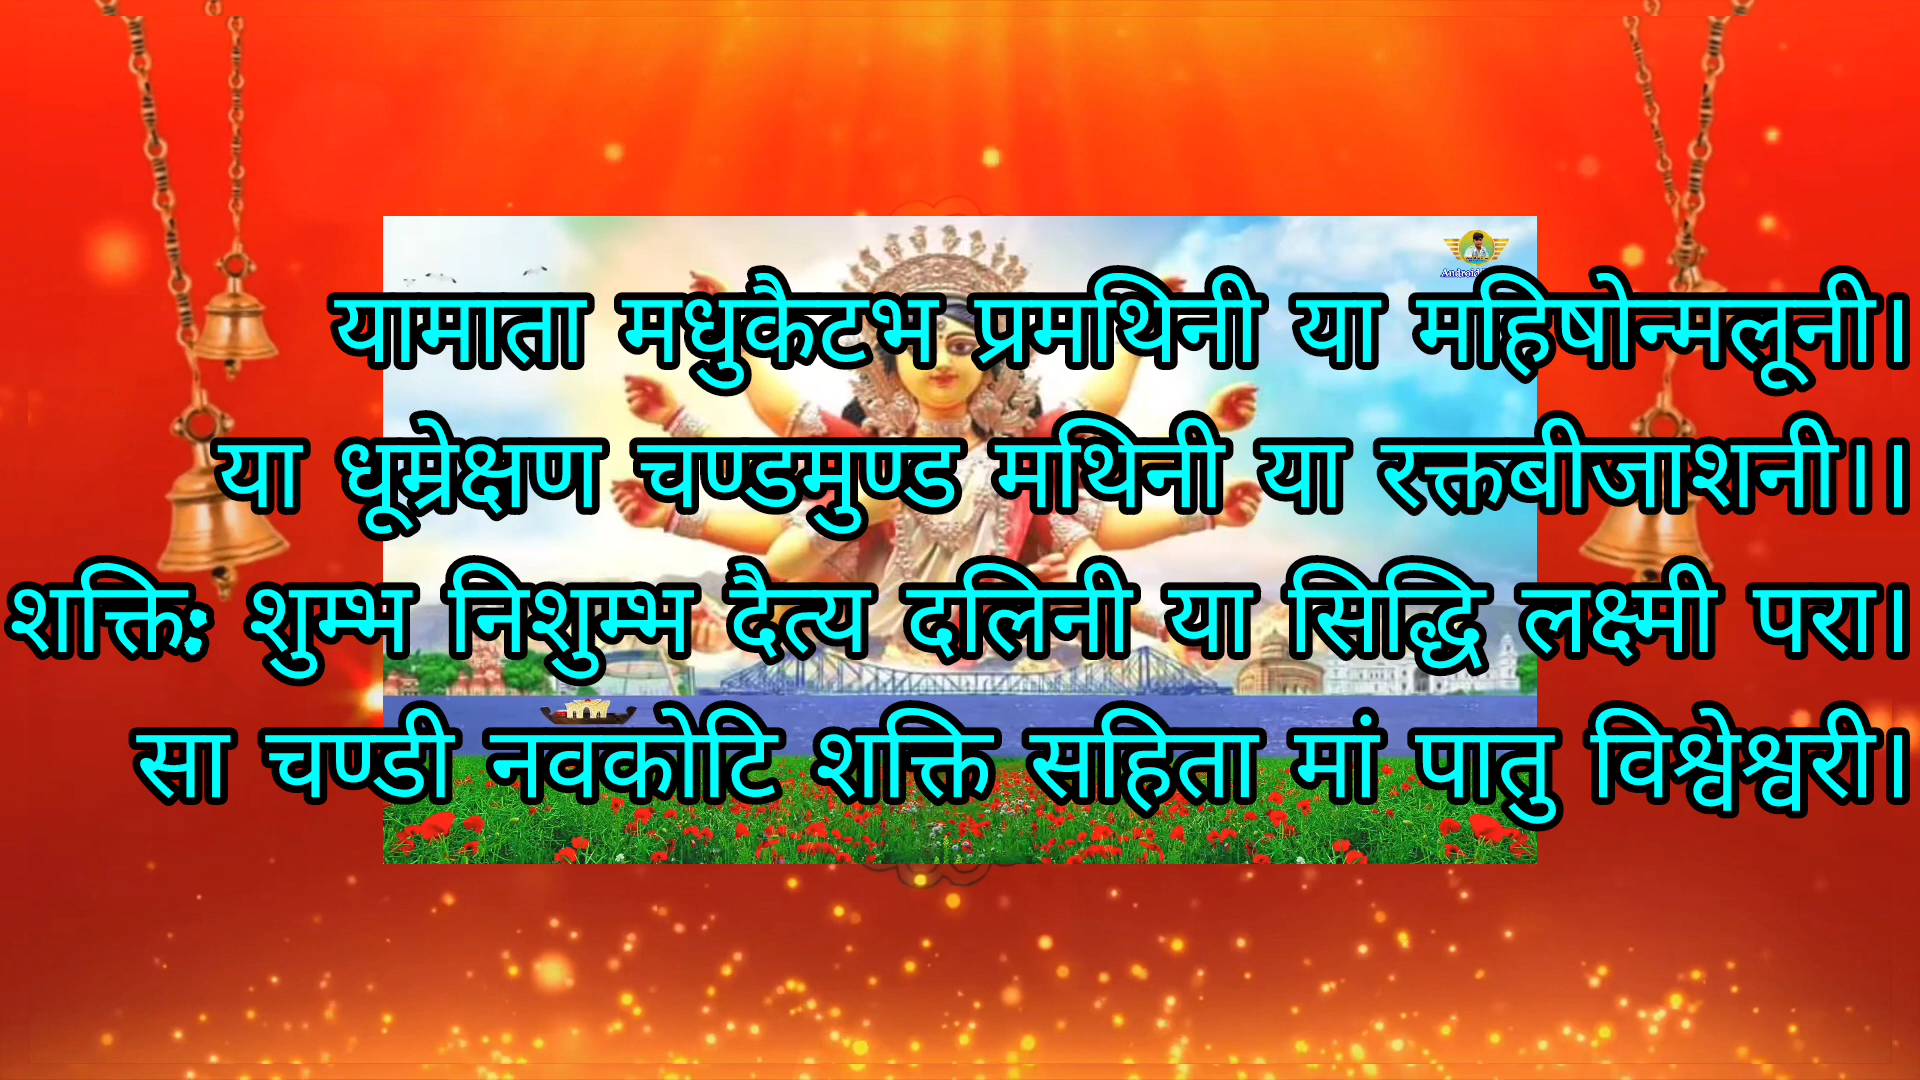 Android
यामाता मधुकैटभ प्रमथिनी या महिषोन्मलूनी।
या धूम्रेक्षण चण्डमुण्ड मथिनी या रक्तबीजाशनी।।
शक्ति: शुम्भ निशुम्भ दैत्य दलिनी या सिद्धि लक्ष्मी परा।
सा चण्डी नवकोटि शक्ति सहिता मां पातु विश्वेश्वरी।